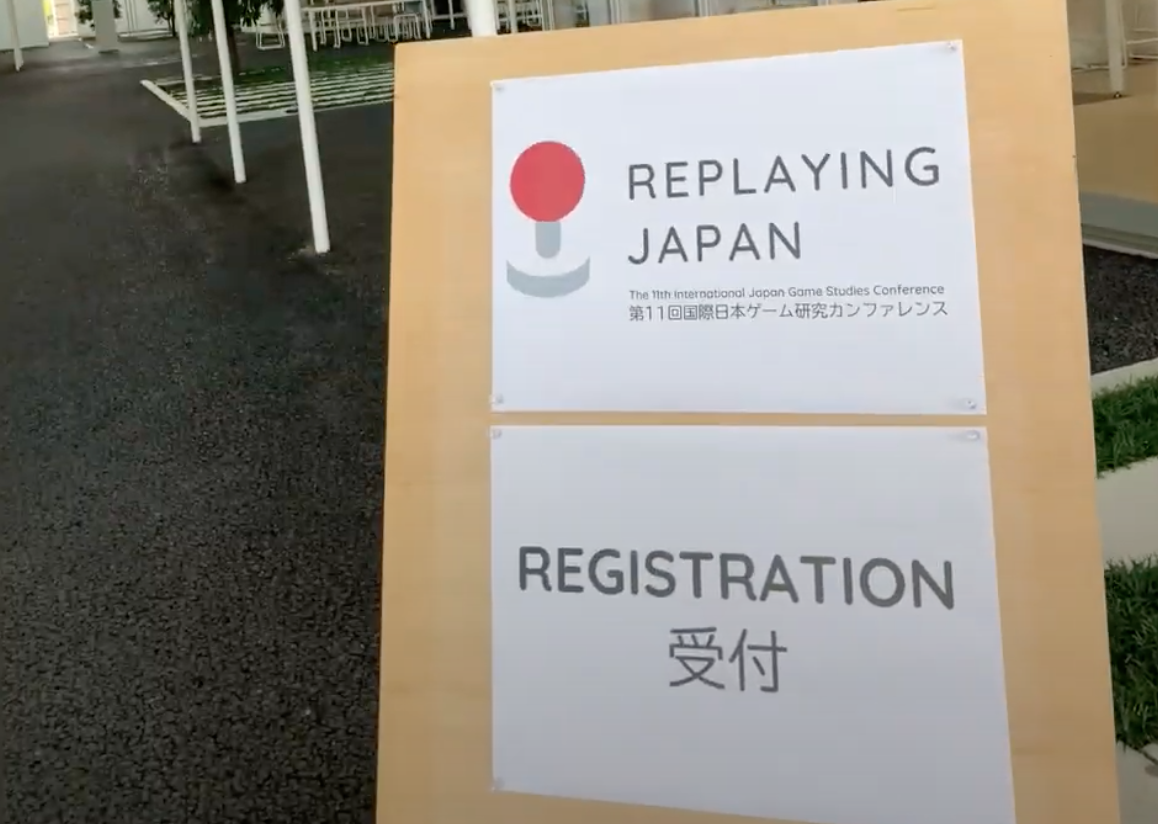 REPLAYING
JAPAN
The 11th International Japan Game Studies Conference
第11回国際日本ゲーム研究カンファレンス
REGISTRATION
受付